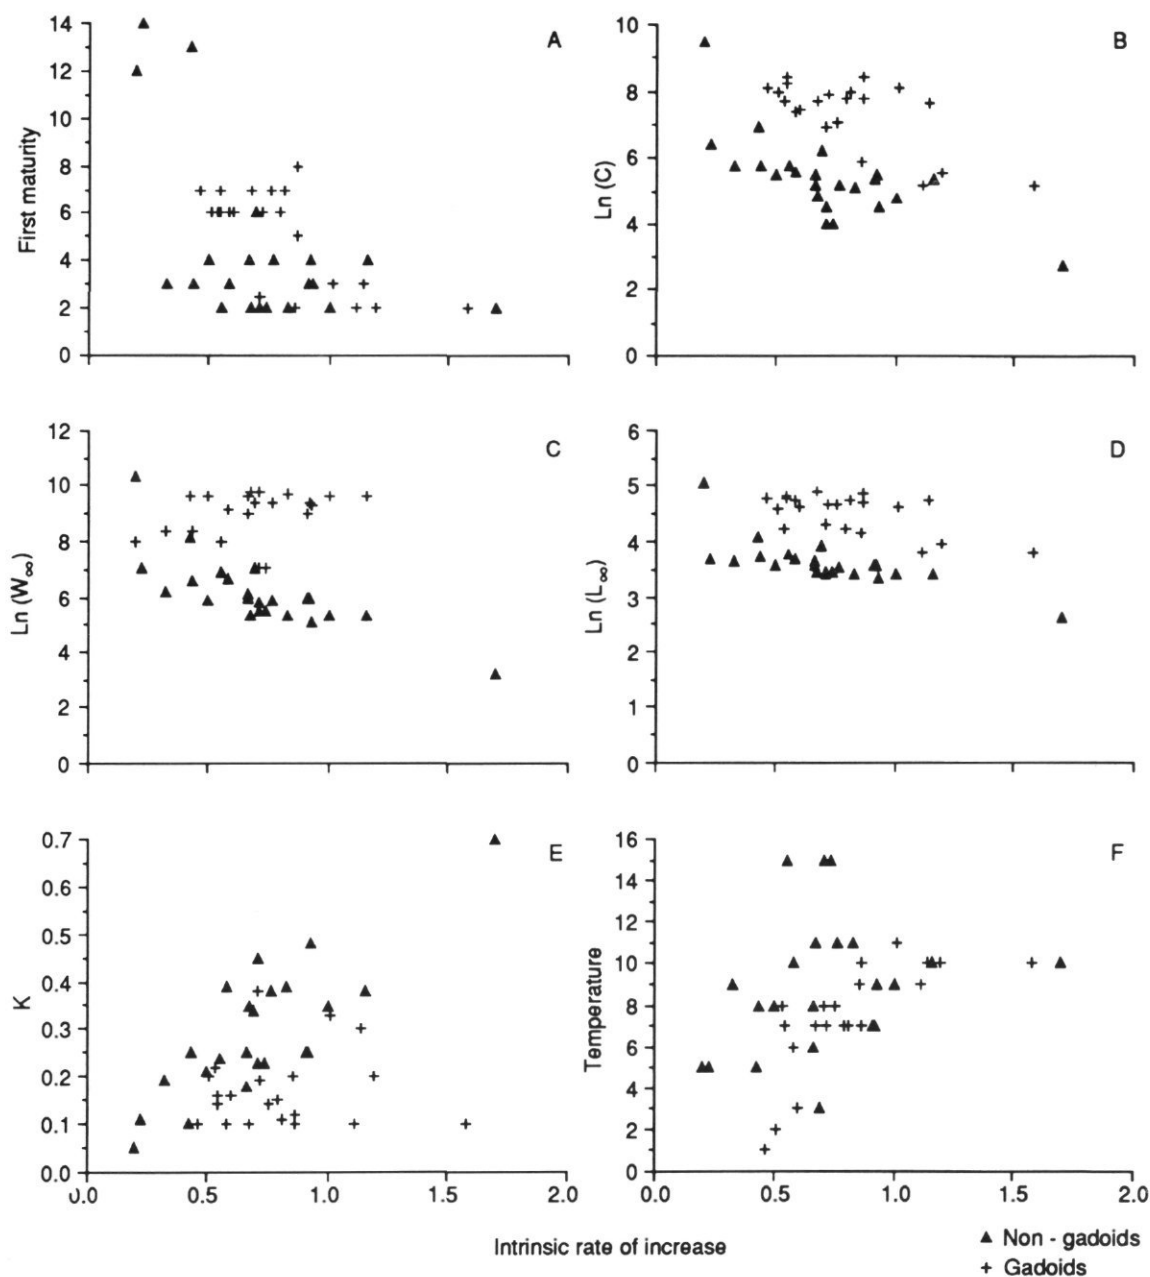 A
First maturity
14
12
10
8
6
4
2
0
B
Ln (C)
10
8
6
4
2
0
C
Ln (W∞)
12
10
8
6
4
2
0
D
Ln (L∞)
6
5
4
3
2
1
0
E
K
0.7
0.6
0.5
0.4
0.3
0.2
0.1
0.0
0.0 0.5 1.0 1.5 2.0
F
Temperature
16
14
12
10
8
6
4
2
0
0.0 0.5 1.0 1.5 2.0
Intrinsic rate of increase
▲ Non - gadoids
+ Gadoids